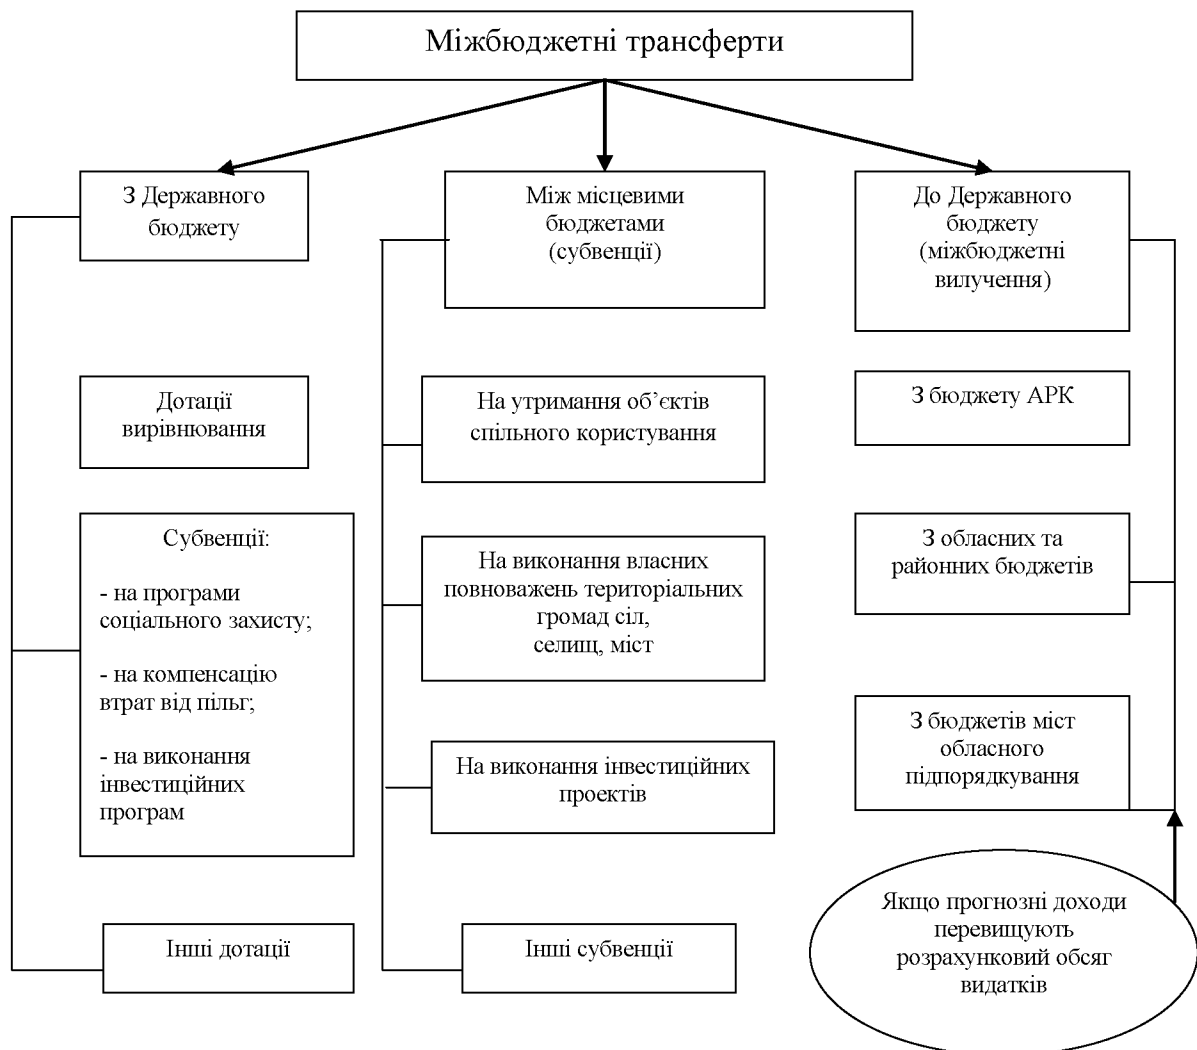 Міжбюджетні трансферти
З Державного
бюджету
Дотації
вирівнювання
Субвенції:
- на програми
соціального захисту;
- на компенсацію
втрат від пільг;
- на виконання
інвестиційних
програм
Інші дотації
Між місцевими
бюджетами
(субвенції)
На утримання об’єктів
спільного користування
На виконання власних
повноважень територіальних
громад сіл,
селищ, міст
На виконання інвестиційних
проектів
Інші субвенції
До Державного
бюджету
(міжбюджетні
вилучення)
З бюджету АРК
З обласних та
районних бюджетів
З бюджетів міст
обласного
підпорядкування
Якщо прогнозні доходи
перевищують
розрахунковий обсяг
видатків